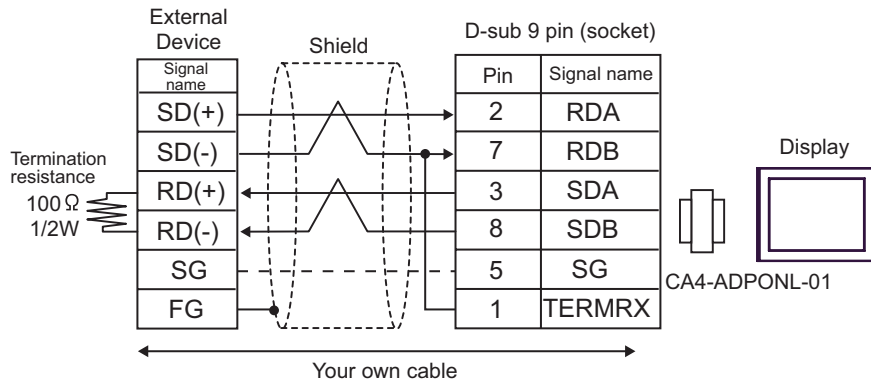 External
Device
Shield
D-sub 9 pin (socket)
Signal
name
Pin
Signal name
SD(+)
2
RDA
SD(-)
7
RDB
Display
Termination
resistance
100 Ω
1/2W
RD(+)
3
SDA
RD(-)
8
SDB
SG
5
SG
CA4-ADPONL-01
FG
1
TERMRX
Your own cable